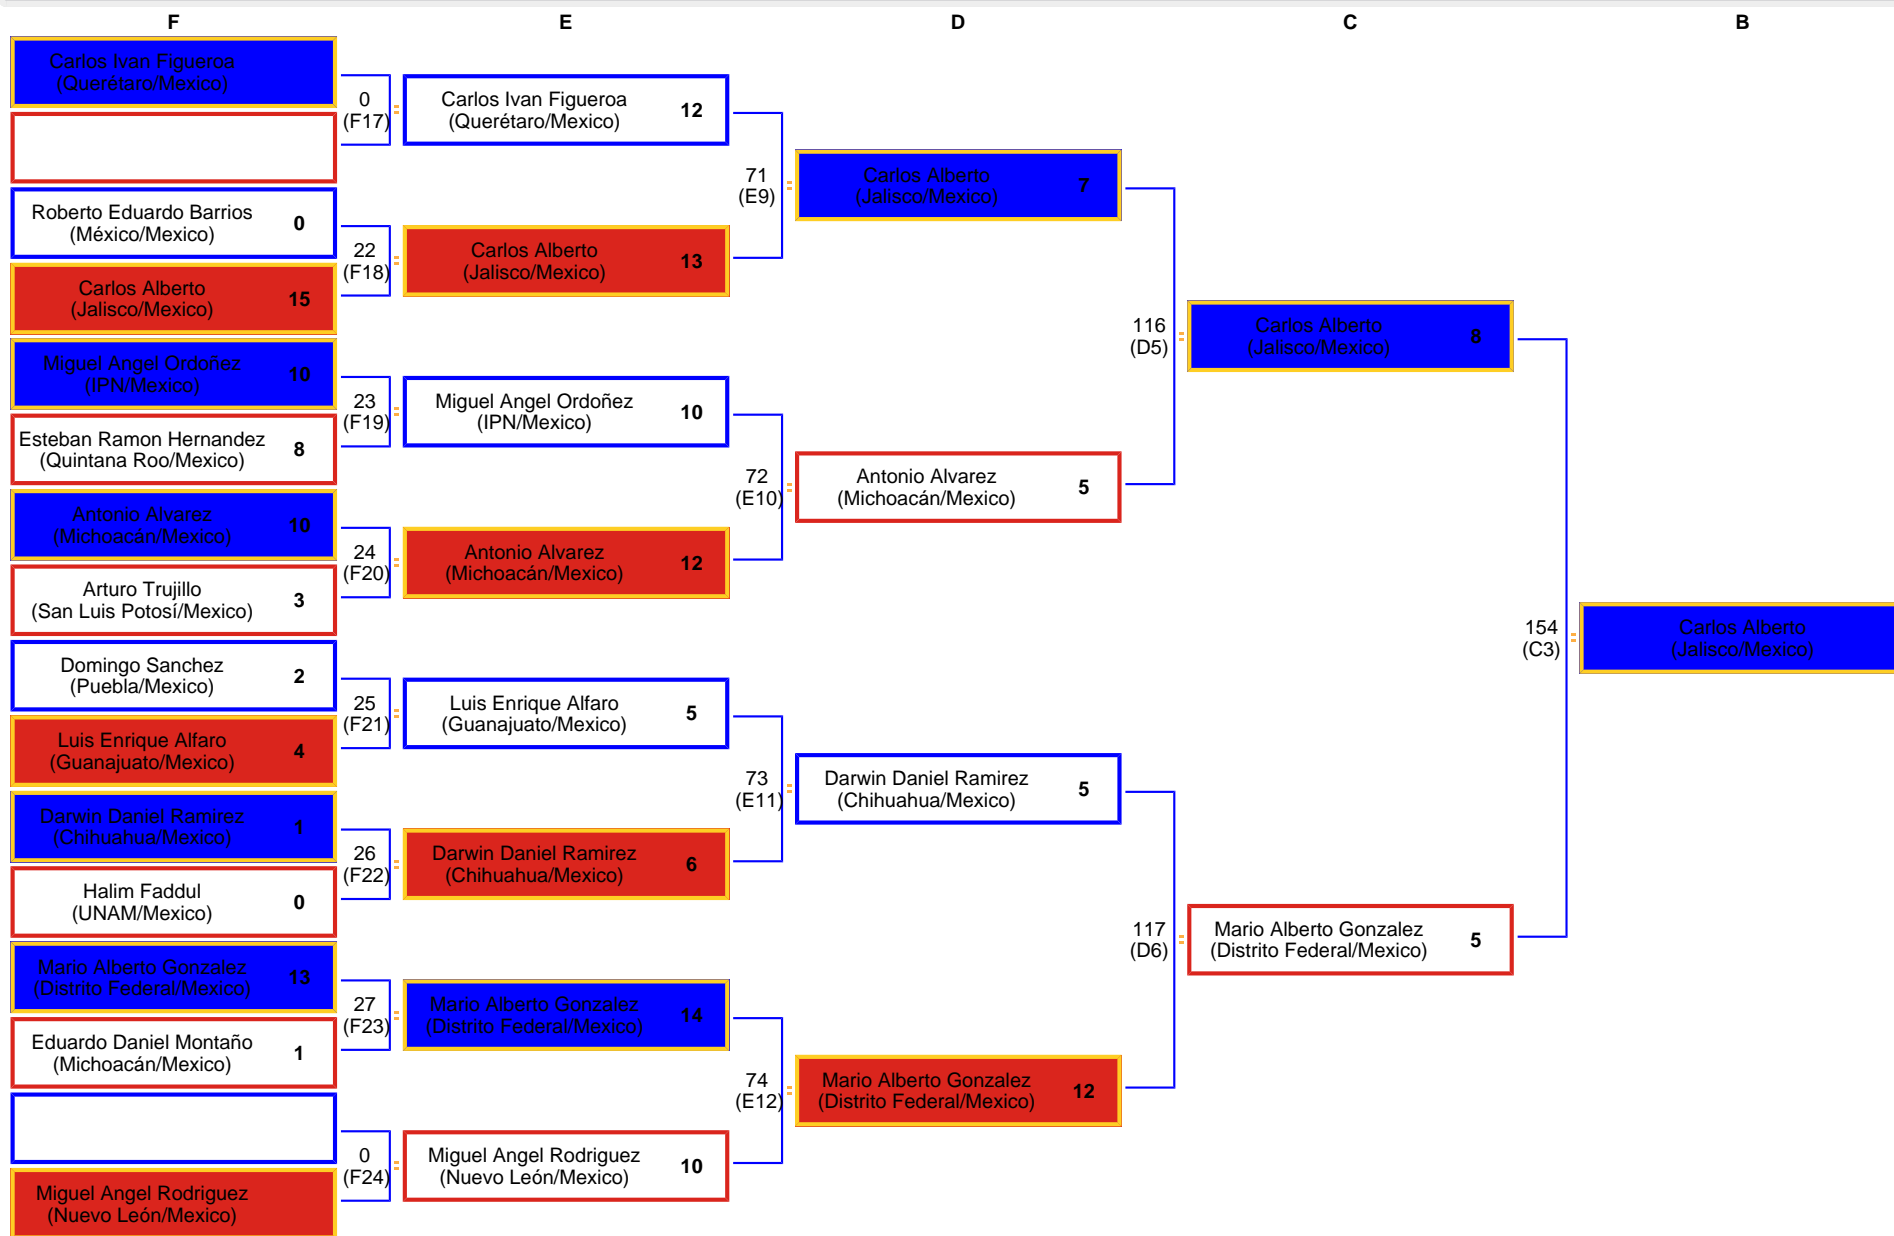 F
E
D
C
B
Carlos Ivan Figueroa
(Querétaro/Mexico)
0
(F17)
Roberto Eduardo Barrios
(México/Mexico)
0
22
(F18)
Carlos Alberto
(Jalisco/Mexico)
15
Miguel Angel Ordoñez
(IPN/Mexico)
10
23
(F19)
Esteban Ramon Hernandez
(Quintana Roo/Mexico)
8
Antonio Alvarez
(Michoacán/Mexico)
10
24
(F20)
Arturo Trujillo
(San Luis Potosí/Mexico)
3
Domingo Sanchez
(Puebla/Mexico)
2
25
(F21)
Luis Enrique Alfaro
(Guanajuato/Mexico)
4
Darwin Daniel Ramirez
(Chihuahua/Mexico)
1
26
(F22)
Halim Faddul
(UNAM/Mexico)
0
Mario Alberto Gonzalez
(Distrito Federal/Mexico)
13
27
(F23)
Eduardo Daniel Montaño
(Michoacán/Mexico)
1
0
(F24)
Miguel Angel Rodriguez
(Nuevo León/Mexico)
Carlos Ivan Figueroa
(Querétaro/Mexico)
12
71
(E9)
Carlos Alberto
(Jalisco/Mexico)
13
Miguel Angel Ordoñez
(IPN/Mexico)
10
72
(E10)
Antonio Alvarez
(Michoacán/Mexico)
12
Luis Enrique Alfaro
(Guanajuato/Mexico)
5
73
(E11)
Darwin Daniel Ramirez
(Chihuahua/Mexico)
6
Mario Alberto Gonzalez
(Distrito Federal/Mexico)
14
74
(E12)
Miguel Angel Rodriguez
(Nuevo León/Mexico)
10
Carlos Alberto
(Jalisco/Mexico)
7
116
(D5)
Antonio Alvarez
(Michoacán/Mexico)
5
Darwin Daniel Ramirez
(Chihuahua/Mexico)
5
117
(D6)
Mario Alberto Gonzalez
(Distrito Federal/Mexico)
12
Carlos Alberto
(Jalisco/Mexico)
8
154
(C3)
Mario Alberto Gonzalez
(Distrito Federal/Mexico)
5
Carlos Alberto
(Jalisco/Mexico)